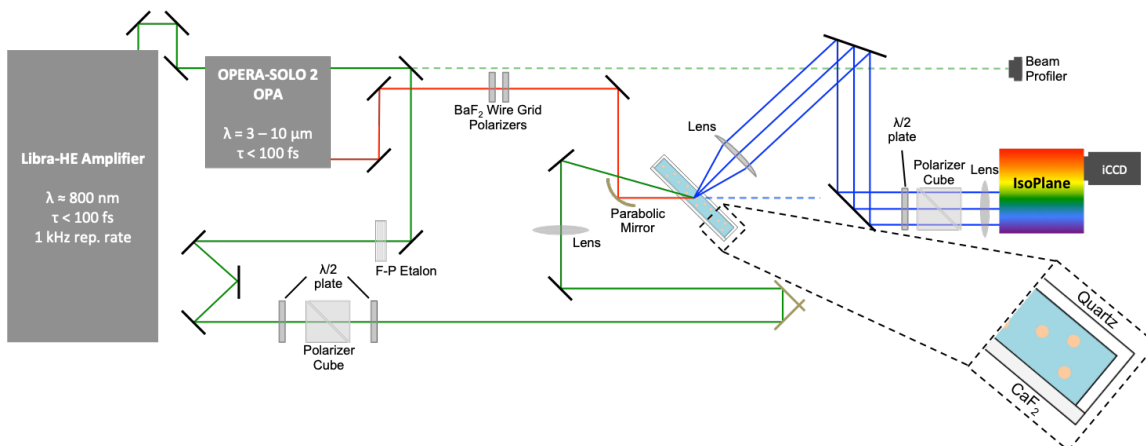 Libra-HE Amplifier
λ ≈ 800 nm
τ < 100 fs
1 kHz rep. rate
OPERA-SOLO 2
OPA
λ = 3 – 10 μm
τ < 100 fs
BaF2 Wire Grid
Polarizers
F-P Etalon
λ/2
plate
Polarizer
Cube
Lens
Parabolic
Mirror
Lens
Beam
Profiler
λ/2
plate
Polarizer
Cube
Lens
IsoPlane
iCCD
Quartz
CaF2